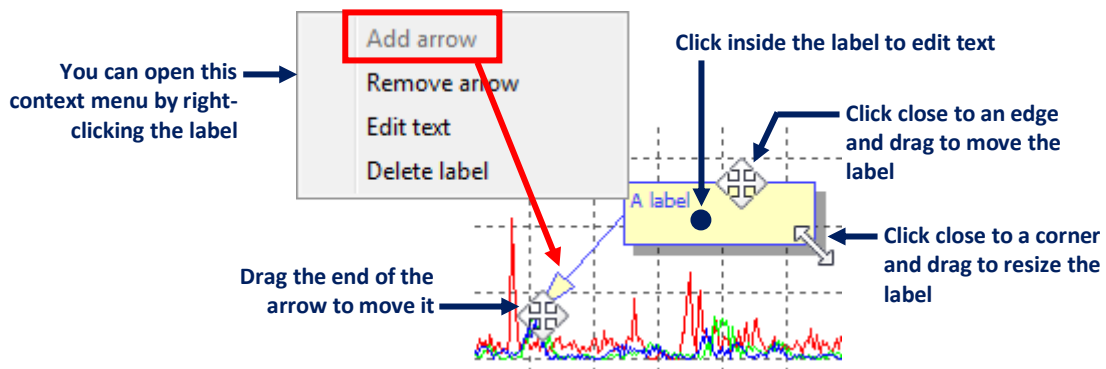 Add arrow
Remove arrow
Edit text
Delete label
You can open this
context menu by right-
clicking the label
Click inside the label to edit text
Click close to an edge
and drag to move the
label
A label
Click close to a corner
and drag to resize the
label
Drag the end of the
arrow to move it